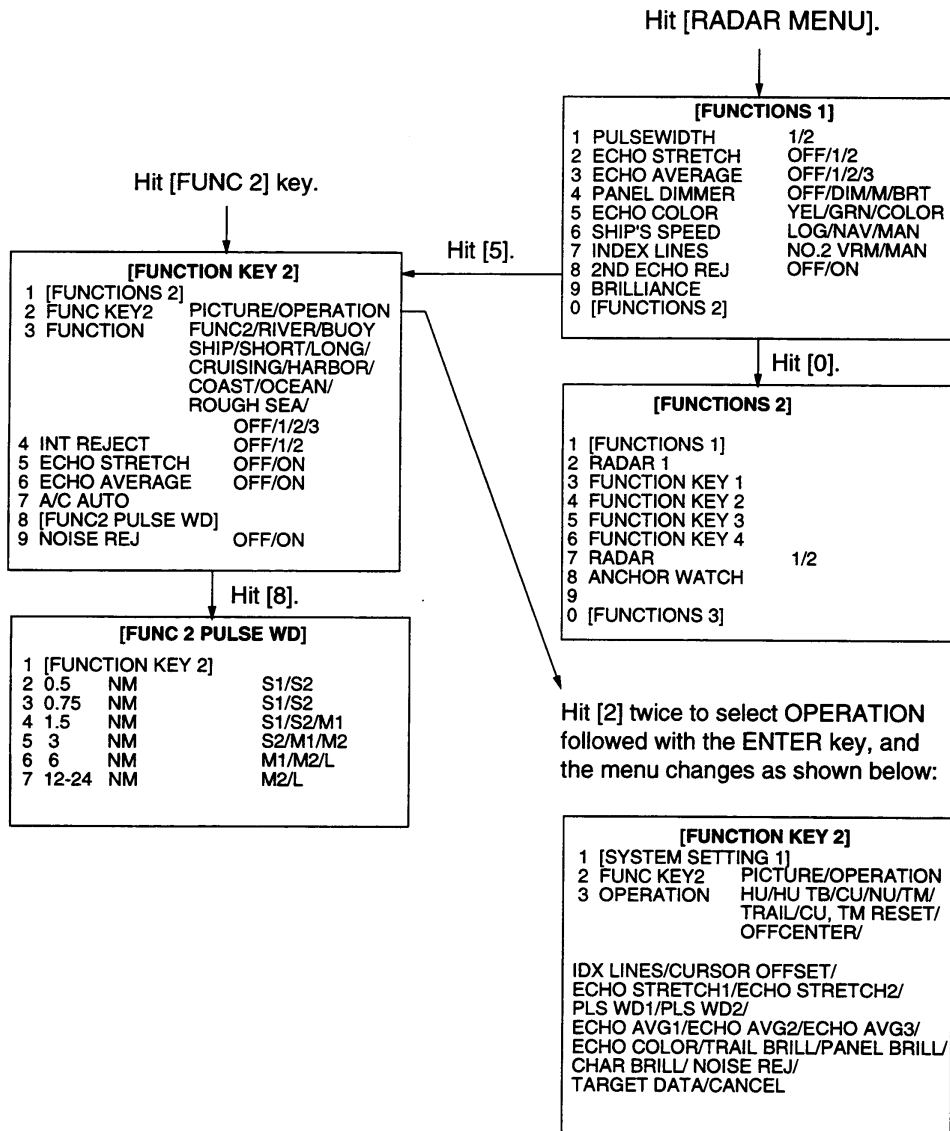 Hit [RADAR MENU].
[FUNCTIONS 1]
1 PULSEWIDTH 1/2
2 ECHO STRETCH OFF/1/2
3 ECHO AVERAGE OFF/1/2/3
4 PANEL DIMMER OFF/DIM/M/BRT
5 ECHO COLOR YEL/GRN/COLOR
6 SHIP'S SPEED LOG/NAV/MAN
7 INDEX LINES NO.2 VRM/MAN
8 2ND ECHO REJ OFF/ON
9 BRILLIANCE
0 [FUNCTIONS 2]
Hit [FUNC 2] key.
Hit [5].
[FUNCTION KEY 2]
1 [FUNCTIONS 2]
2 FUNC KEY2 PICTURE/OPERATION
3 FUNCTION FUNC2/RIVER/BUOY
SHIP/SHORT/LONG/
CRUISING/HARBOR/
COAST/OCEAN/
ROUGH SEA/
OFF/1/2/3
4 INT REJECT OFF/1/2
5 ECHO STRETCH OFF/ON
6 ECHO AVERAGE OFF/ON
7 A/C AUTO
8 [FUNC2 PULSE WD]
9 NOISE REJ OFF/ON
Hit [0].
[FUNCTIONS 2]
1 [FUNCTIONS 1]
2 RADAR 1
3 FUNCTION KEY 1
4 FUNCTION KEY 2
5 FUNCTION KEY 3
6 FUNCTION KEY 4
7 RADAR 1/2
8 ANCHOR WATCH
9
0 [FUNCTIONS 3]
Hit [8].
[FUNC 2 PULSE WD]
1 [FUNCTION KEY 2]
2 0.5 NM S1/S2
3 0.75 NM S1/S2
4 1.5 NM S1/S2/M1
5 3 NM S2/M1/M2
6 6 NM M1/M2/L
7 12-24 NM M2/L
Hit [2] twice to select OPERATION
followed with the ENTER key, and
the menu changes as shown below:
[FUNCTION KEY 2]
1 [SYSTEM SETTING 1]
2 FUNC KEY2 PICTURE/OPERATION
3 OPERATION HU/HU TB/CU/NU/TM/
TRAIL/CU, TM RESET/
OFFCENTER/
IDX LINES/CURSOR OFFSET/
ECHO STRETCH1/ECHO STRETCH2/
PLS WD1/PLS WD2/
ECHO AVG1/ECHO AVG2/ECHO AVG3/
ECHO COLOR/TRAIL BRILL/PANEL BRILL/
CHAR BRILL/ NOISE REJ/
TARGET DATA/CANCEL